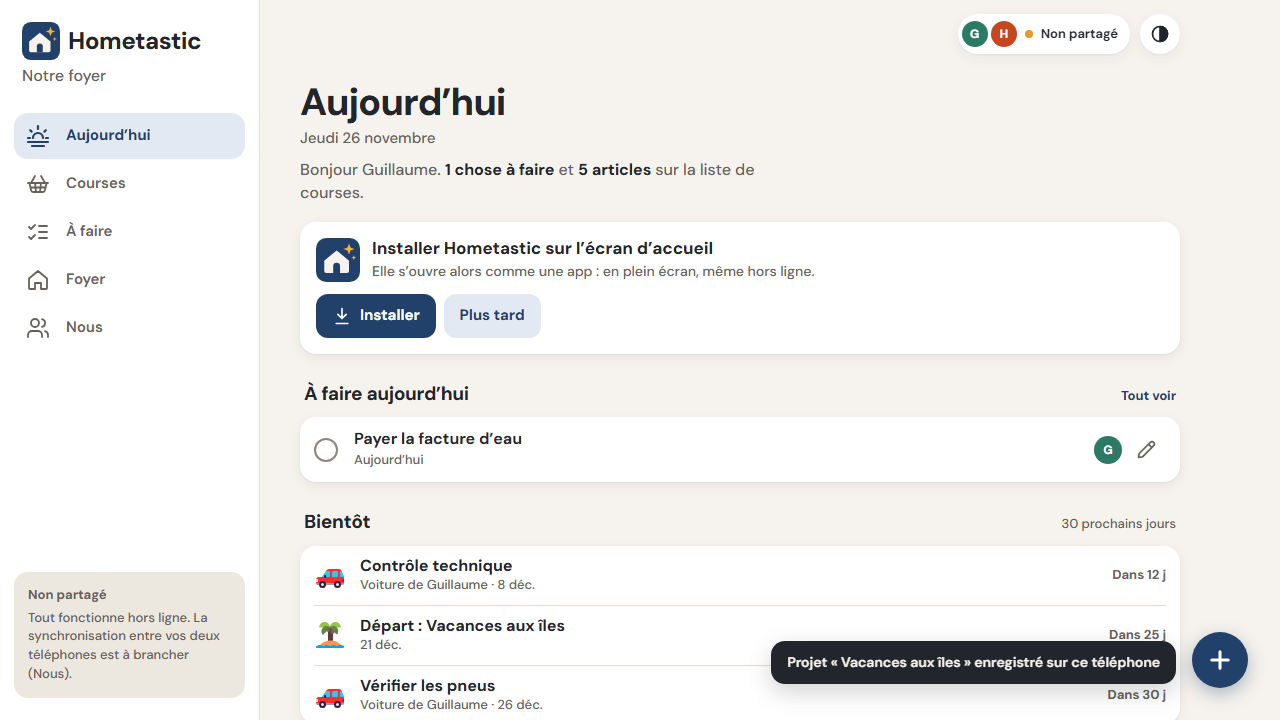 Hometastic
Notre foyer
Aujourd’hui
Courses
À faire
Foyer
Nous
Non partagé
Tout fonctionne hors ligne. La
synchronisation entre vos deux
téléphones est à brancher
(Nous).
G H Non partagé
Aujourd’hui
Jeudi 26 novembre
Bonjour Guillaume. 1 chose à faire et 5 articles sur la liste de
courses.
Installer Hometastic sur l’écran d’accueil
Elle s’ouvre alors comme une app : en plein écran, même hors ligne.
Installer
Plus tard
À faire aujourd’hui
Tout voir
Payer la facture d’eau
Aujourd’hui
G
Bientôt
30 prochains jours
Contrôle technique
Voiture de Guillaume · 8 déc.
Dans 12 j
Départ : Vacances aux îles
21 déc.
Dans 25 j
Projet « Vacances aux îles » enregistré sur ce téléphone
Vérifier les pneus
Voiture de Guillaume · 26 déc.
Dans 30 j